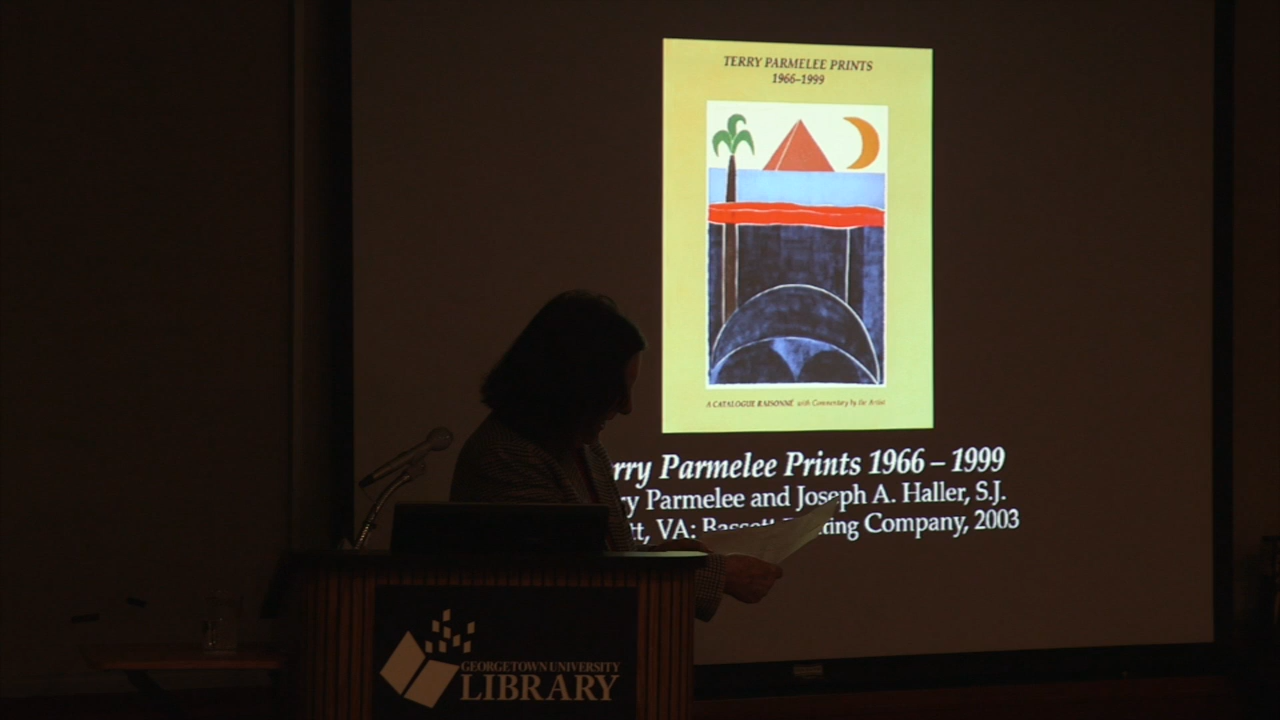 TERRY PARMELEE PRINTS
1966–1999
A CATALOGUE RAISONNÉ with Commentary by the Artist
rry Parmelee Prints 1966 – 1999
ry Parmelee and Joseph A. Haller, S.J.
tt, VA: Bassett ting Company, 2003
GEORGETOWN UNIVERSITY
LIBRARY